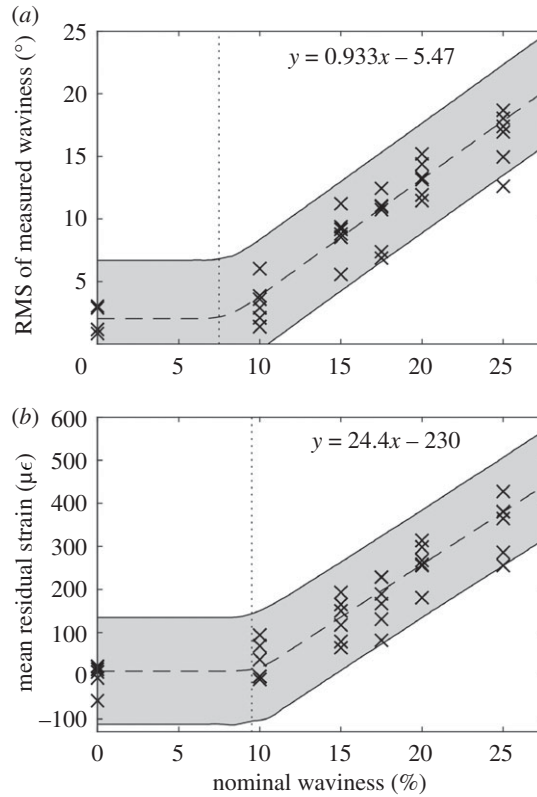 (a)
RMS of measured waviness (°)
y = 0.933x – 5.47
25
20
15
10
5
0 5 10 15 20 25
(b)
mean residual strain (με)
y = 24.4x – 230
600
500
400
300
200
100
0
–100
0 5 10 15 20 25
nominal waviness (%)